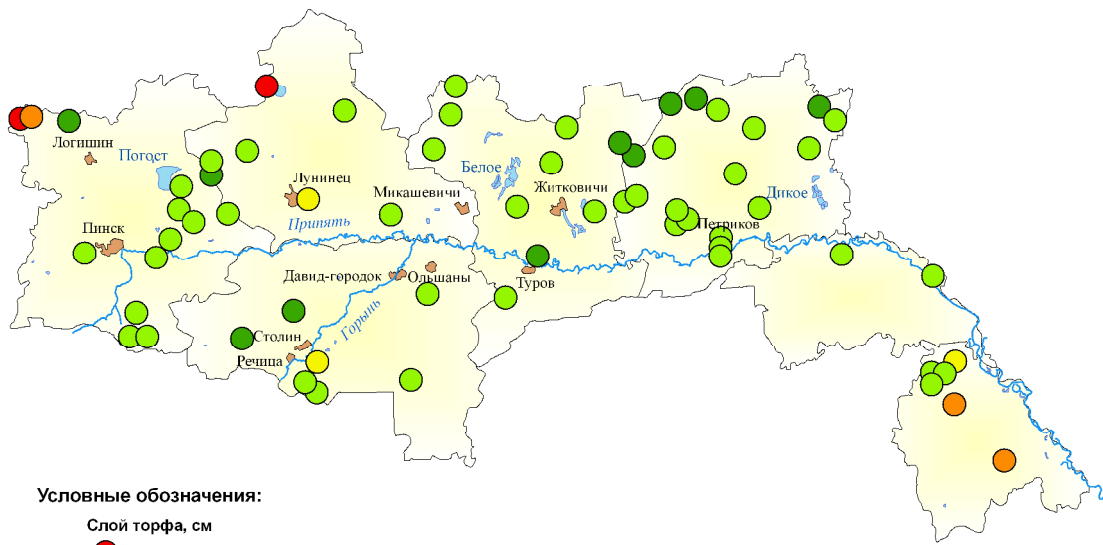 Логишин
Погост
Лунинец
Микашевичи
Белое
Житковичи
Дикое
Припять
Пинск
Петриков
Давид-городок
Ольшаны
Туров
Горынь
Столин
Речица
Условные обозначения:
Слой торфа, см